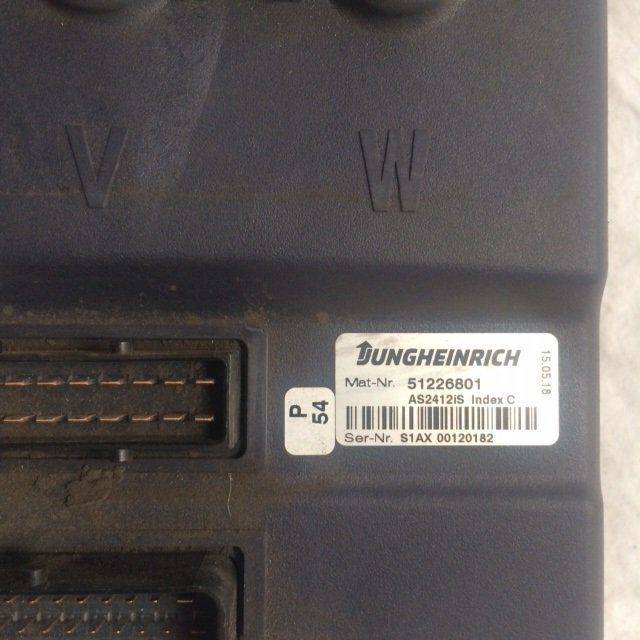 V W
JUNGHEINRICH
15.05.18
Mat-Nr. 51226801
AS2412iS Index C
P
54
Ser-Nr. S1AX 00120182